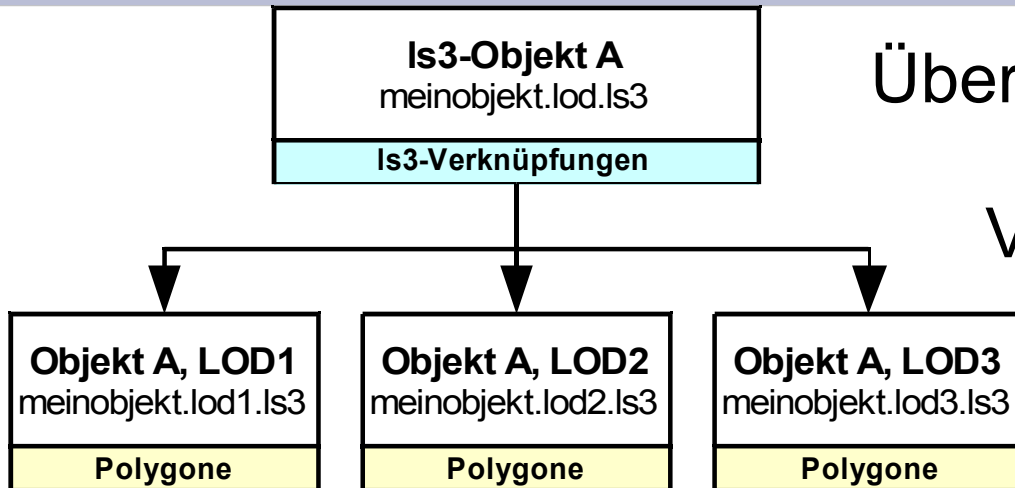 ls3-Objekt A
meinobjekt.lod.ls3
ls3-Verknüpfungen
Über
V
Objekt A, LOD1
meinobjekt.lod1.ls3
Polygone
Objekt A, LOD2
meinobjekt.lod2.ls3
Polygone
Objekt A, LOD3
meinobjekt.lod3.ls3
Polygone